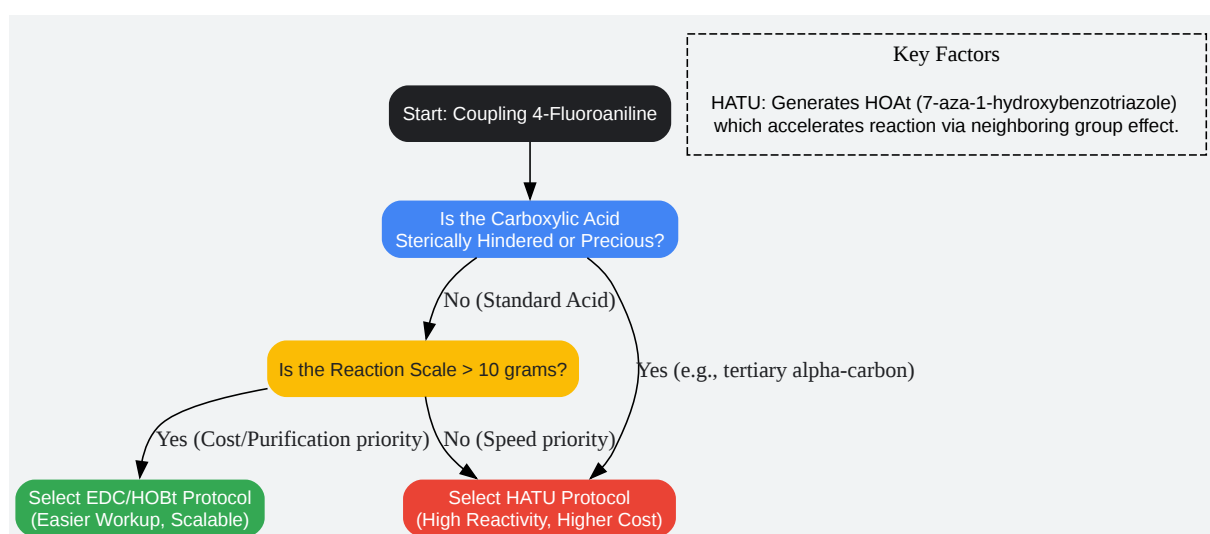 Key Factors
HATU: Generates HOAt (7-aza-1-hydroxybenzotriazole)
which accelerates reaction via neighboring group effect.
Start: Coupling 4-Fluoroaniline
Is the Carboxylic Acid
Sterically Hindered or Precious?
No (Standard Acid)
Is the Reaction Scale > 10 grams?
Yes (e.g., tertiary alpha-carbon)
Yes (Cost/Purification priority)
No (Speed priority)
Select EDC/HOBt Protocol
(Easier Workup, Scalable)
Select HATU Protocol
(High Reactivity, Higher Cost)